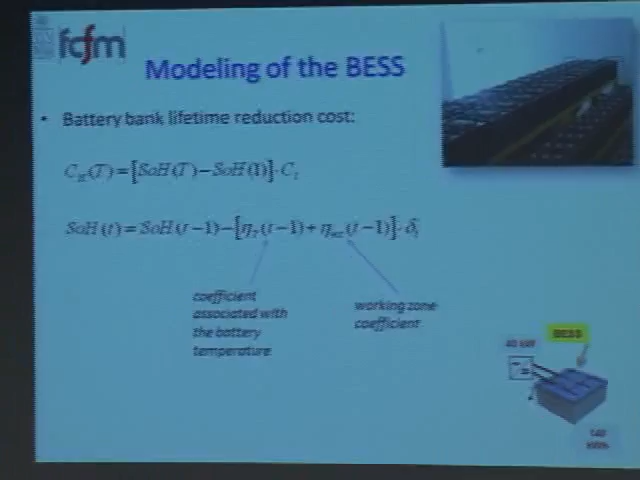 fcfm
Modeling of the BESS
• Battery bank lifetime reduction cost:
C (T) = [SoH(T) − SoH(1)] · C
SoH(t) = SoH(t−1) − [η (t−1) + η (t−1)] · δ
coefficient
associated with
the battery
temperature
working zone
coefficient
BESS
40 kW
140
kWh